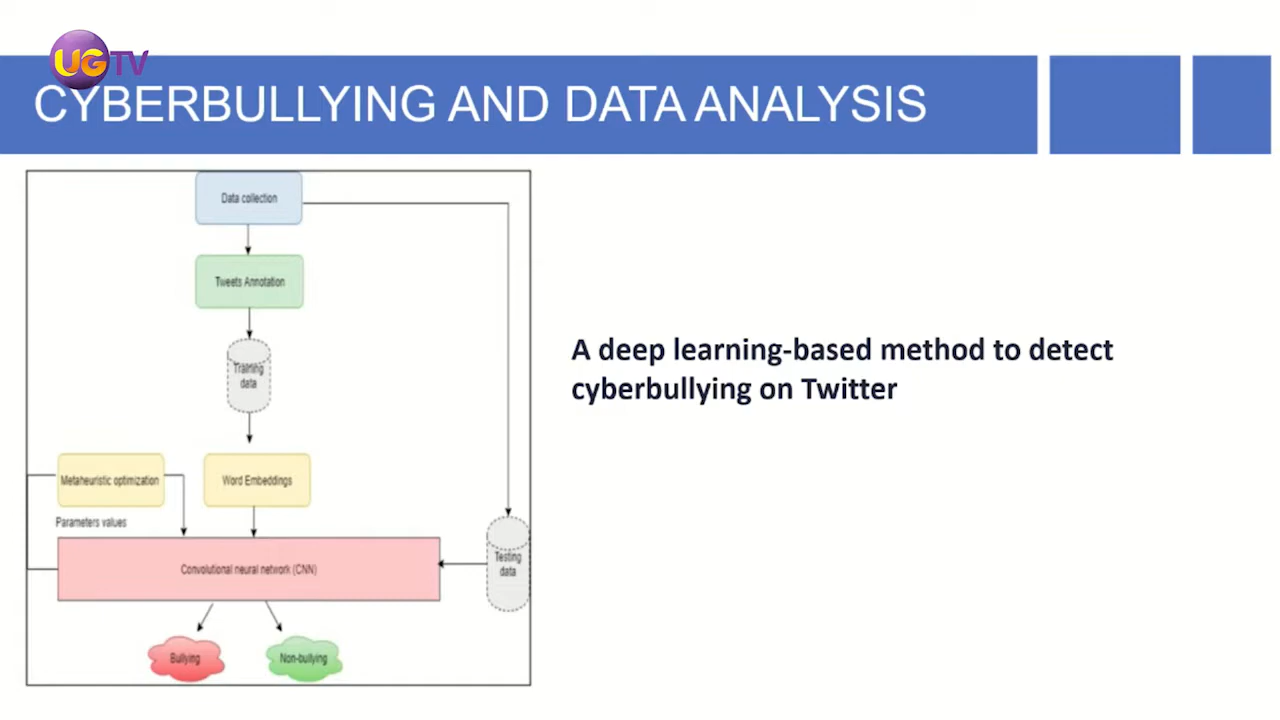 UGTV
CYBERBULLYING AND DATA ANALYSIS
Data collection
Tweets Annotation
Training
data
Metaheuristic optimization
Word Embeddings
Parameters values
Convolutional neural network (CNN)
Testing
data
Bullying
Non-bullying
A deep learning-based method to detect
cyberbullying on Twitter